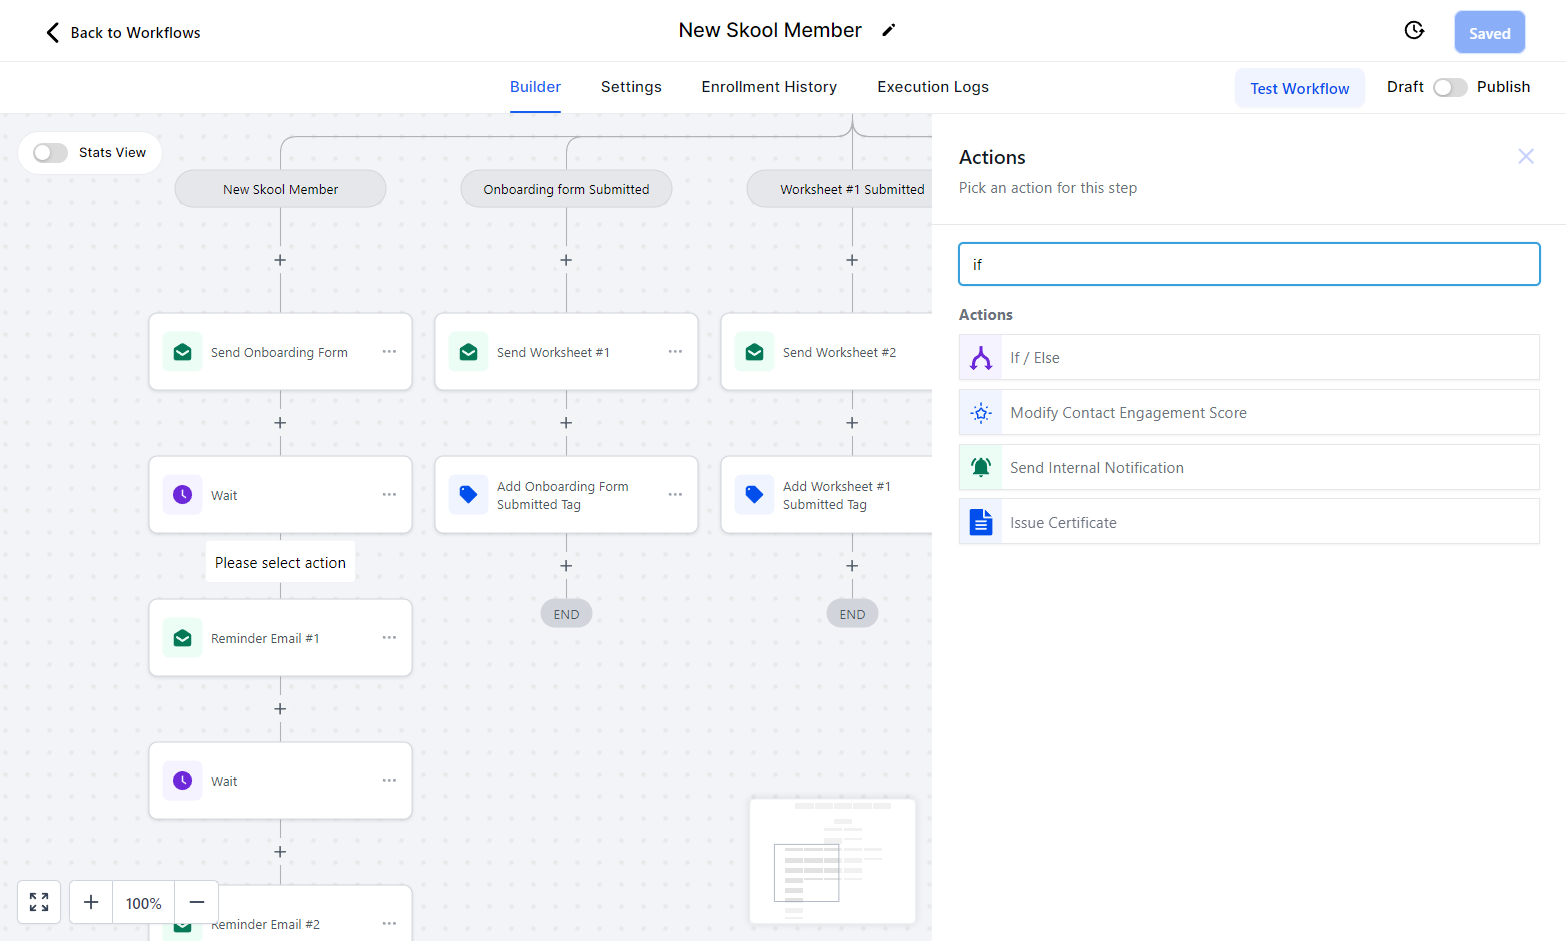 Back to Workflows
New Skool Member
Saved
Builder
Settings
Enrollment History
Execution Logs
Test Workflow
Draft
Publish
Stats View
New Skool Member
Onboarding form Submitted
Worksheet #1 Submitted
Send Onboarding Form
Send Worksheet #1
Send Worksheet #2
Wait
Add Onboarding Form
Submitted Tag
Add Worksheet #1
Submitted Tag
Please select action
END
END
Reminder Email #1
Wait
Reminder Email #2
100%
Actions
Pick an action for this step
if
Actions
If / Else
Modify Contact Engagement Score
Send Internal Notification
Issue Certificate